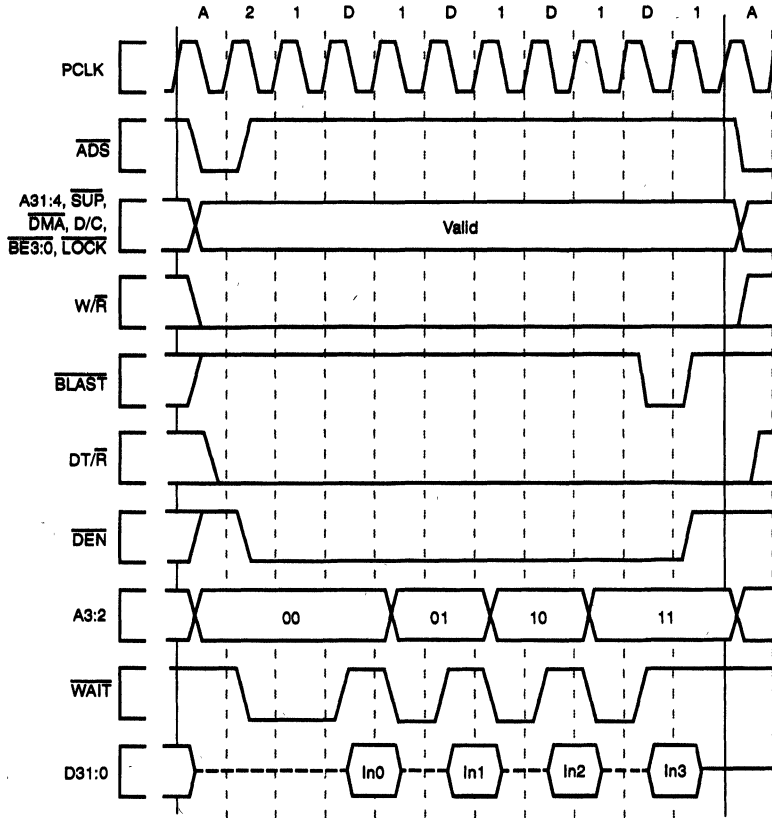 A 2 1 D 1 D 1 D 1 D 1 A
PCLK
ADS
A31:4, SUP,
DMA, D/C,
BE3:0, LOCK
Valid
W/R
BLAST
DT/R
DEN
A3:2
00 01 10 11
WAIT
D31:0
In0 In1 In2 In3